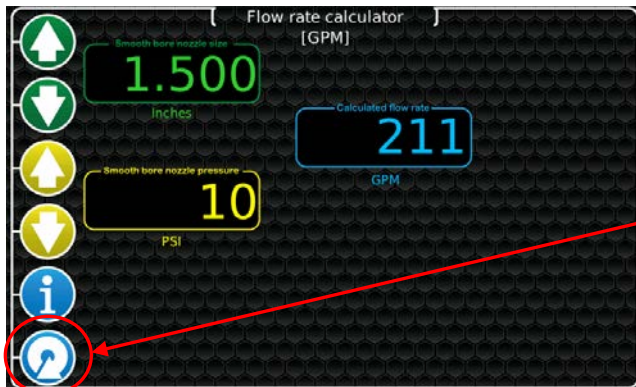 Flow rate calculator
[GPM]
Smooth bore nozzle size
1.500
Inches
Calculated flow rate
211
GPM
Smooth bore nozzle pressure
10
PSI
i